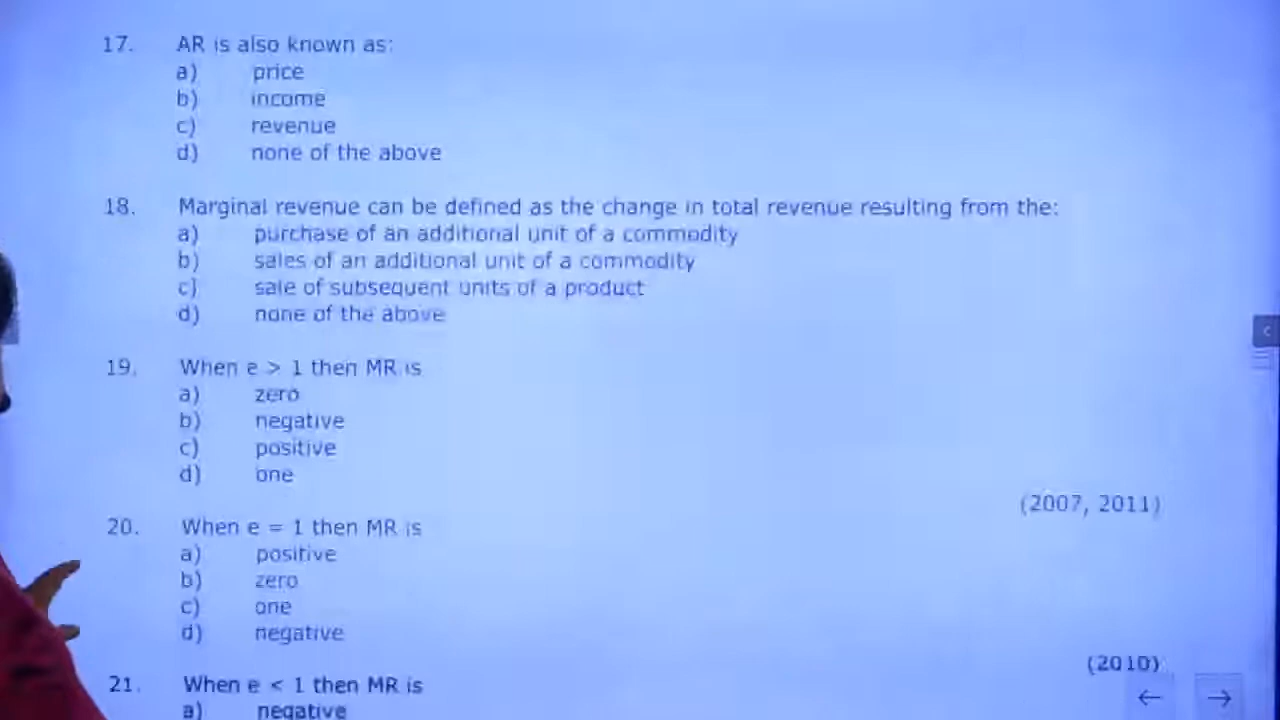 17. AR is also known as:
a) price
b) income
c) revenue
d) none of the above
18. Marginal revenue can be defined as the change in total revenue resulting from the:
a) purchase of an additional unit of a commodity
b) sales of an additional unit of a commodity
c) sale of subsequent units of a product
d) none of the above
19. When e > 1 then MR is
a) zero
b) negative
c) positive
d) one
(2007, 2011)
20. When e = 1 then MR is
a) positive
b) zero
c) one
d) negative
(2010)
21. When e < 1 then MR is
a) negative